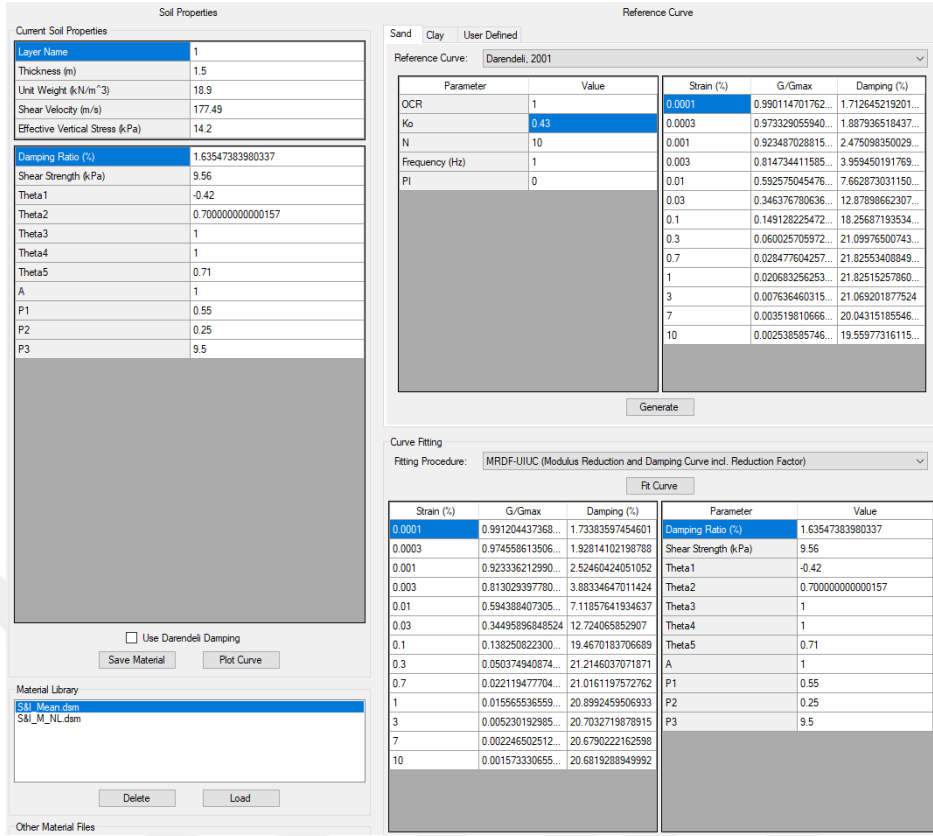 Soil Properties
Current Soil Properties
Layer Name 1
Thickness (m) 1.5
Unit Weight (kN/m^3) 18.9
Shear Velocity (m/s) 177.49
Effective Vertical Stress (kPa) 14.2
Damping Ratio (%) 1.63547383980337
Shear Strength (kPa) 9.56
Theta1 -0.42
Theta2 0.700000000000157
Theta3 1
Theta4 1
Theta5 0.71
A 1
P1 0.55
P2 0.25
P3 9.5
Use Darendeli Damping
Save Material Plot Curve
Material Library
S&I_Mean.dsm
S&I_M_NL.dsm
Delete Load
Other Material Files
Reference Curve
Sand Clay User Defined
Reference Curve: Darendeli, 2001
Parameter Value
OCR 1
Ko 0.43
N 10
Frequency (Hz) 1
PI 0
Strain (%) G/Gmax Damping (%)
0.0001 0.990114701762... 1.712645219201...
0.0003 0.973329055940... 1.887936518437...
0.001 0.923487028815... 2.475098350029...
0.003 0.814734411585... 3.959450191769...
0.01 0.592575045476... 7.662873031150...
0.03 0.346376780636... 12.87898662307...
0.1 0.149128225472... 18.25687193534...
0.3 0.060025705972... 21.09976500743...
0.7 0.028477604257... 21.82553408849...
1 0.020683256253... 21.82515257860...
3 0.007636460315... 21.069201877524
7 0.003519810666... 20.04315185546...
10 0.002538585746... 19.55977316115...
Generate
Curve Fitting
Fitting Procedure: MRDF-UIUC (Modulus Reduction and Damping Curve incl. Reduction Factor)
Fit Curve
Strain (%) G/Gmax Damping (%)
0.0001 0.991204437368... 1.73383597454601
0.0003 0.974558613506... 1.92814102198788
0.001 0.923336212990... 2.52460424051052
0.003 0.813029397780... 3.88334647011424
0.01 0.594388407305... 7.11857641934637
0.03 0.34495896848524 12.724065852907
0.1 0.138250822300... 19.4670183706689
0.3 0.050374940874... 21.2146037071871
0.7 0.022119477704... 21.0161197572762
1 0.015565536559... 20.8992459506933
3 0.005230192985... 20.7032719878915
7 0.002246502512... 20.6790222162598
10 0.001573330655... 20.6819288949992
Parameter Value
Damping Ratio (%) 1.63547383980337
Shear Strength (kPa) 9.56
Theta1 -0.42
Theta2 0.700000000000157
Theta3 1
Theta4 1
Theta5 0.71
A 1
P1 0.55
P2 0.25
P3 9.5